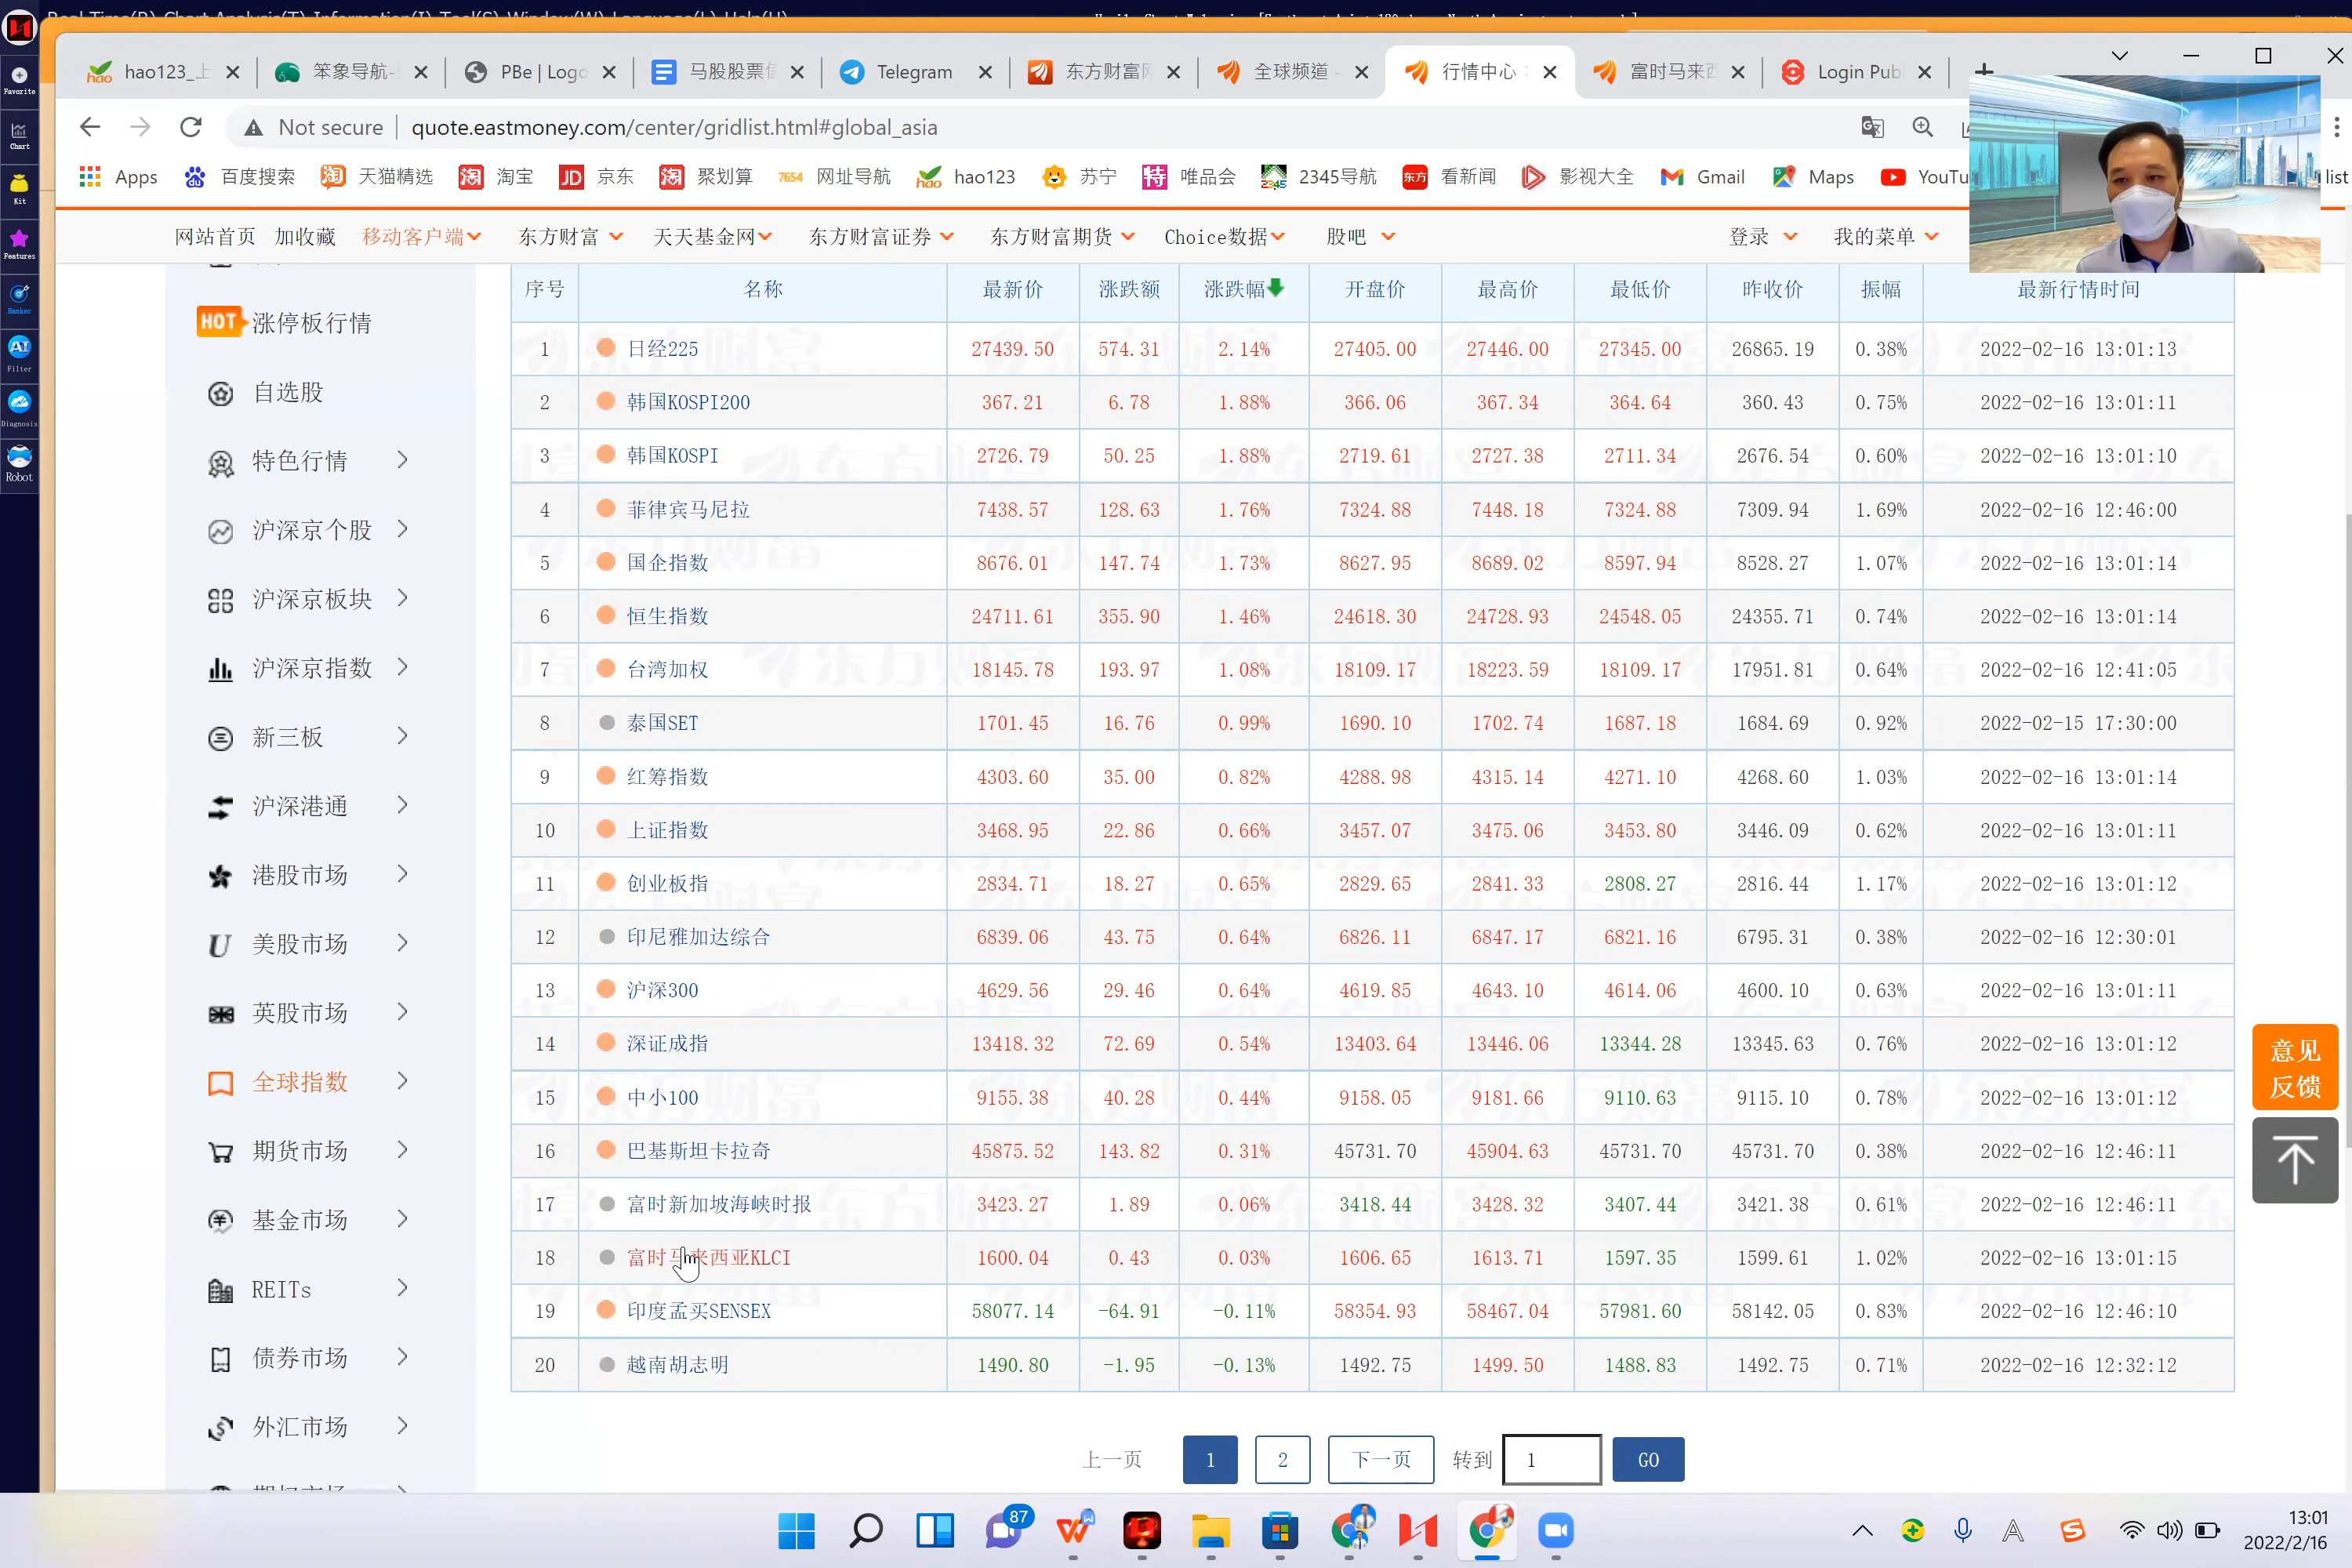 hao123_上
笨象导航-
PBe | Logo
马股股票信
Telegram
东方财富网
全球频道 -
行情中心
富时马来西
Login Pub
Not secure
quote.eastmoney.com/center/gridlist.html#global_asia
Apps 百度搜索 天猫精选 淘宝 京东 聚划算 网址导航 hao123 苏宁 唯品会 2345导航 看新闻 影视大全 Gmail Maps YouTu list
网站首页 加收藏 移动客户端 东方财富 天天基金网 东方财富证券 东方财富期货 Choice数据 股吧 登录 我的菜单
Favorite
Chart
Kit
Features
Banker
AI
Filter
Diagnosis
Robot
HOT 涨停板行情
自选股
特色行情
沪深京个股
沪深京板块
沪深京指数
新三板
沪深港通
港股市场
美股市场
英股市场
全球指数
期货市场
基金市场
REITs
债券市场
外汇市场
序号 名称 最新价 涨跌额 涨跌幅 开盘价 最高价 最低价 昨收价 振幅 最新行情时间
1 日经225 27439.50 574.31 2.14% 27405.00 27446.00 27345.00 26865.19 0.38% 2022-02-16 13:01:13
2 韩国KOSPI200 367.21 6.78 1.88% 366.06 367.34 364.64 360.43 0.75% 2022-02-16 13:01:11
3 韩国KOSPI 2726.79 50.25 1.88% 2719.61 2727.38 2711.34 2676.54 0.60% 2022-02-16 13:01:10
4 菲律宾马尼拉 7438.57 128.63 1.76% 7324.88 7448.18 7324.88 7309.94 1.69% 2022-02-16 12:46:00
5 国企指数 8676.01 147.74 1.73% 8627.95 8689.02 8597.94 8528.27 1.07% 2022-02-16 13:01:14
6 恒生指数 24711.61 355.90 1.46% 24618.30 24728.93 24548.05 24355.71 0.74% 2022-02-16 13:01:14
7 台湾加权 18145.78 193.97 1.08% 18109.17 18223.59 18109.17 17951.81 0.64% 2022-02-16 12:41:05
8 泰国SET 1701.45 16.76 0.99% 1690.10 1702.74 1687.18 1684.69 0.92% 2022-02-15 17:30:00
9 红筹指数 4303.60 35.00 0.82% 4288.98 4315.14 4271.10 4268.60 1.03% 2022-02-16 13:01:14
10 上证指数 3468.95 22.86 0.66% 3457.07 3475.06 3453.80 3446.09 0.62% 2022-02-16 13:01:11
11 创业板指 2834.71 18.27 0.65% 2829.65 2841.33 2808.27 2816.44 1.17% 2022-02-16 13:01:12
12 印尼雅加达综合 6839.06 43.75 0.64% 6826.11 6847.17 6821.16 6795.31 0.38% 2022-02-16 12:30:01
13 沪深300 4629.56 29.46 0.64% 4619.85 4643.10 4614.06 4600.10 0.63% 2022-02-16 13:01:11
14 深证成指 13418.32 72.69 0.54% 13403.64 13446.06 13344.28 13345.63 0.76% 2022-02-16 13:01:12
15 中小100 9155.38 40.28 0.44% 9158.05 9181.66 9110.63 9115.10 0.78% 2022-02-16 13:01:12
16 巴基斯坦卡拉奇 45875.52 143.82 0.31% 45731.70 45904.63 45731.70 45731.70 0.38% 2022-02-16 12:46:11
17 富时新加坡海峡时报 3423.27 1.89 0.06% 3418.44 3428.32 3407.44 3421.38 0.61% 2022-02-16 12:46:11
18 富时马来西亚KLCI 1600.04 0.43 0.03% 1606.65 1613.71 1597.35 1599.61 1.02% 2022-02-16 13:01:15
19 印度孟买SENSEX 58077.14 -64.91 -0.11% 58354.93 58467.04 57981.60 58142.05 0.83% 2022-02-16 12:46:10
20 越南胡志明 1490.80 -1.95 -0.13% 1492.75 1499.50 1488.83 1492.75 0.71% 2022-02-16 12:32:12
上一页 1 2 下一页 转到 1 GO
意见
反馈
87
13:01
2022/2/16